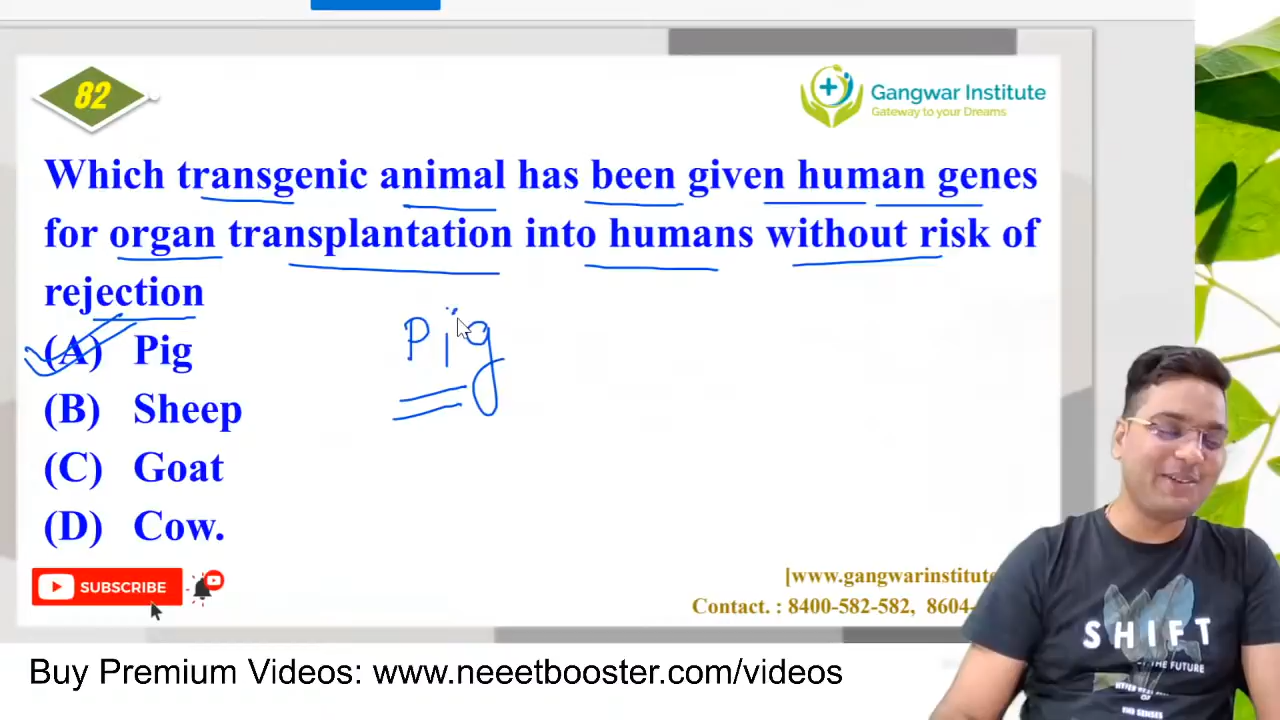 82
Gangwar Institute
Gateway to your Dreams
Which transgenic animal has been given human genes
for organ transplantation into humans without risk of
rejection
(A) Pig
Pig
(B) Sheep
(C) Goat
(D) Cow.
SUBSCRIBE
[www.gangwarinstitute
Contact. : 8400-582-582, 8604-
SHIFT
THE FUTURE
Buy Premium Videos: www.neeetbooster.com/videos